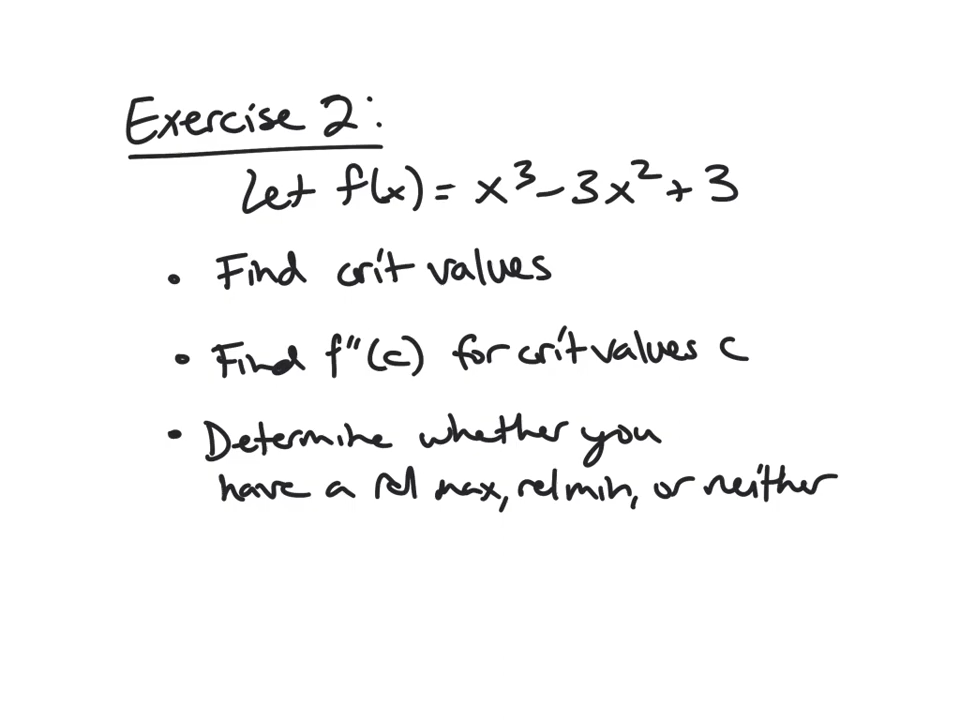 Exercise 2:
Let f(x) = x³ - 3x² + 3
• Find crit values
• Find f"(c) for crit values c
• Determine whether you
have a rel max, rel min, or neither